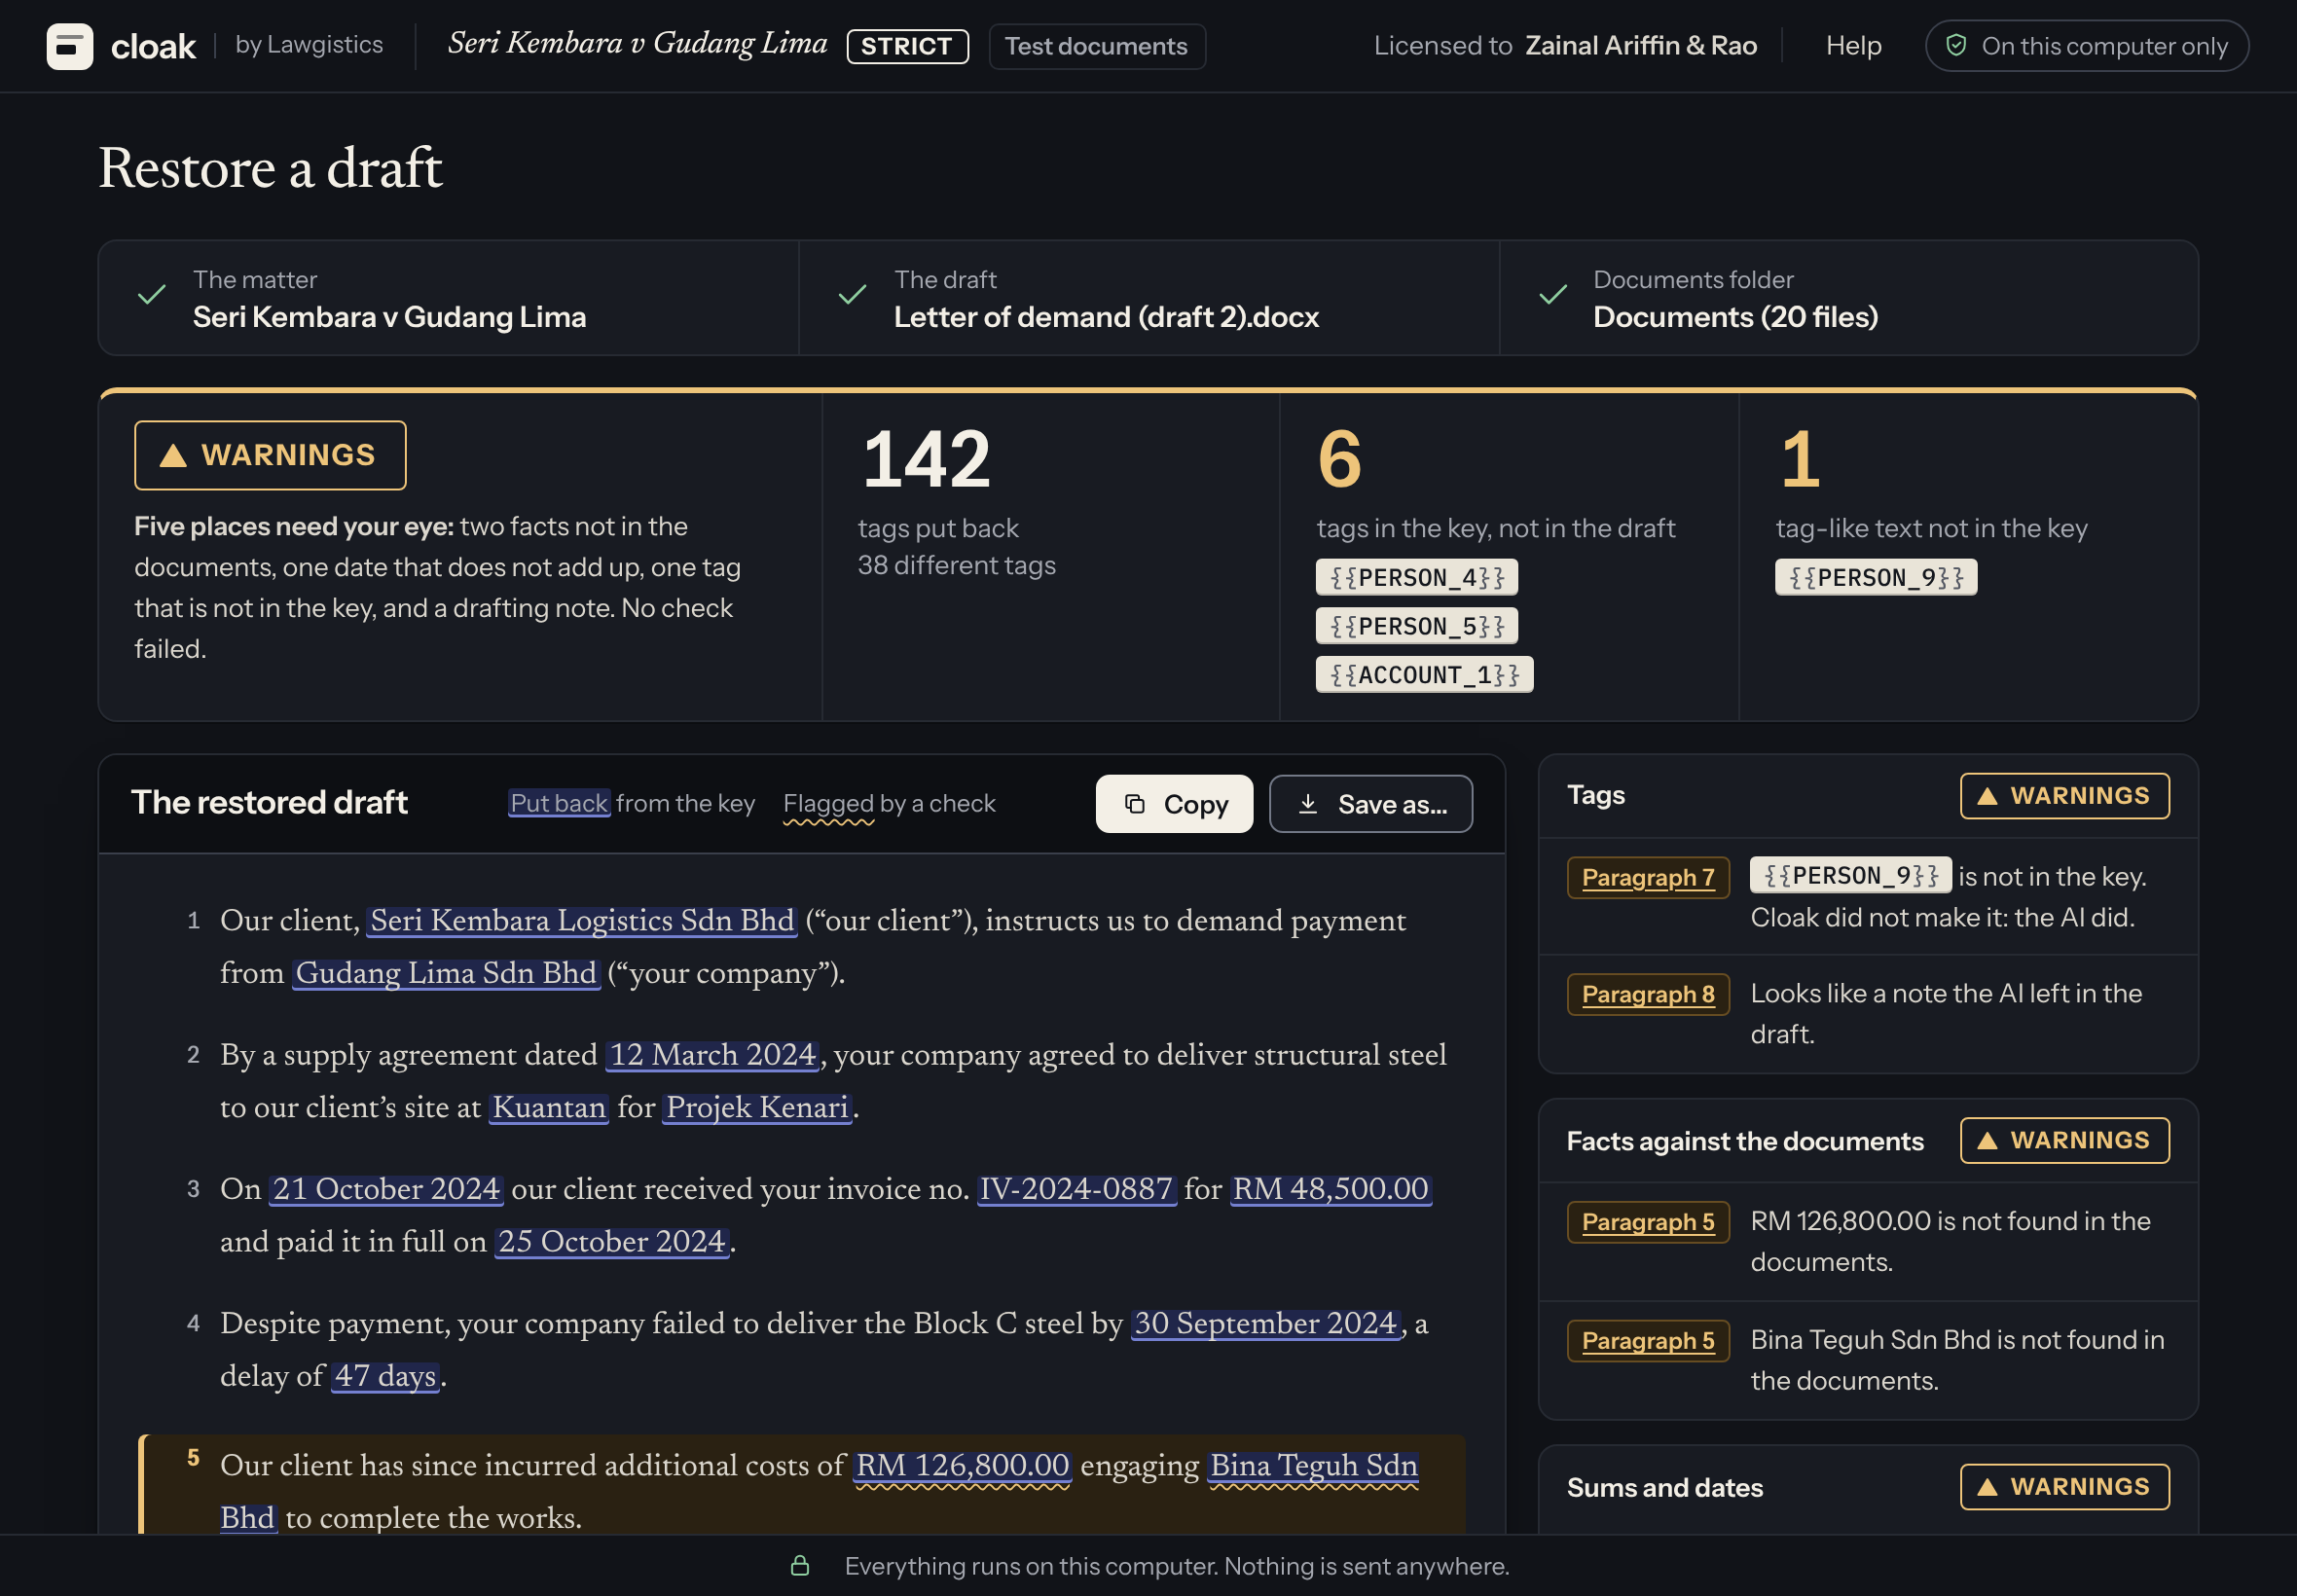 cloak
by Lawgistics
Seri Kembara v Gudang Lima
STRICT
Test documents
Licensed to Zainal Ariffin & Rao
Help
On this computer only
Restore a draft
The matter
Seri Kembara v Gudang Lima
The draft
Letter of demand (draft 2).docx
Documents folder
Documents (20 files)
WARNINGS
Five places need your eye: two facts not in the
documents, one date that does not add up, one tag
that is not in the key, and a drafting note. No check
failed.
142
tags put back
38 different tags
6
tags in the key, not in the draft
{{PERSON_4}}
{{PERSON_5}}
{{ACCOUNT_1}}
1
tag-like text not in the key
{{PERSON_9}}
The restored draft
Put back from the key
Flagged by a check
Copy
Save as...
1 Our client, Seri Kembara Logistics Sdn Bhd (“our client”), instructs us to demand payment
from Gudang Lima Sdn Bhd (“your company”).
2 By a supply agreement dated 12 March 2024, your company agreed to deliver structural steel
to our client’s site at Kuantan for Projek Kenari.
3 On 21 October 2024 our client received your invoice no. IV-2024-0887 for RM 48,500.00
and paid it in full on 25 October 2024.
4 Despite payment, your company failed to deliver the Block C steel by 30 September 2024, a
delay of 47 days.
5 Our client has since incurred additional costs of RM 126,800.00 engaging Bina Teguh Sdn
Bhd to complete the works.
Tags
WARNINGS
Paragraph 7 {{PERSON_9}} is not in the key.
Cloak did not make it: the AI did.
Paragraph 8 Looks like a note the AI left in the
draft.
Facts against the documents
WARNINGS
Paragraph 5 RM 126,800.00 is not found in the
documents.
Paragraph 5 Bina Teguh Sdn Bhd is not found in
the documents.
Sums and dates
WARNINGS
Everything runs on this computer. Nothing is sent anywhere.